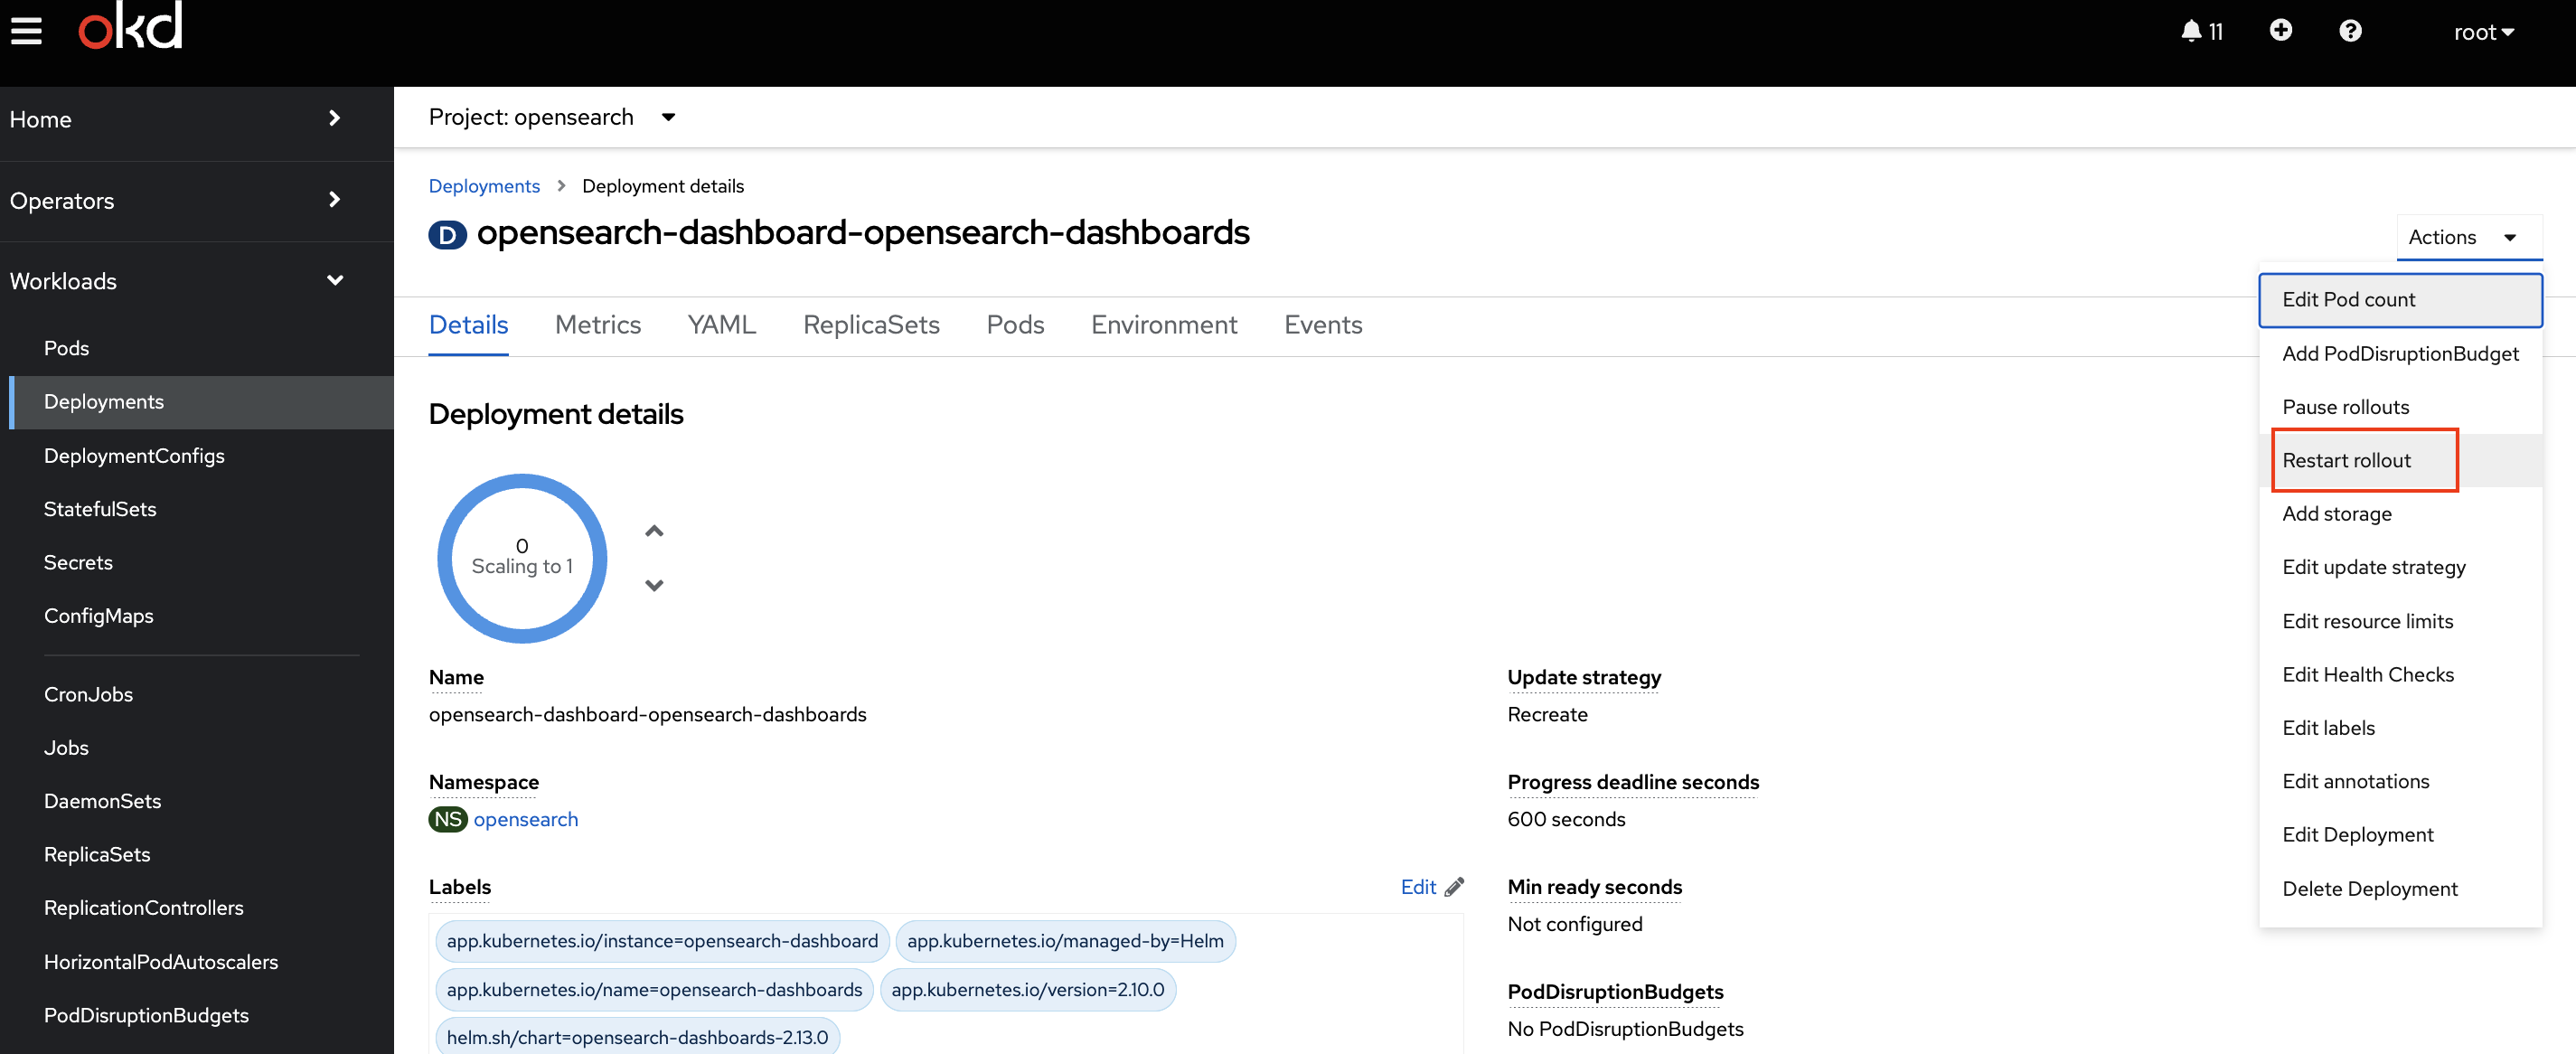 okd
11
root
Home
Operators
Workloads
Pods
Deployments
DeploymentConfigs
StatefulSets
Secrets
ConfigMaps
CronJobs
Jobs
DaemonSets
ReplicaSets
ReplicationControllers
HorizontalPodAutoscalers
PodDisruptionBudgets
Project: opensearch
Deployments > Deployment details
D opensearch-dashboard-opensearch-dashboards
Actions
Edit Pod count
Add PodDisruptionBudget
Pause rollouts
Restart rollout
Add storage
Edit update strategy
Edit resource limits
Edit Health Checks
Edit labels
Edit annotations
Edit Deployment
Delete Deployment
Details Metrics YAML ReplicaSets Pods Environment Events
Deployment details
0
Scaling to 1
Name
opensearch-dashboard-opensearch-dashboards
Namespace
NS opensearch
Labels Edit
app.kubernetes.io/instance=opensearch-dashboard app.kubernetes.io/managed-by=Helm
app.kubernetes.io/name=opensearch-dashboards app.kubernetes.io/version=2.10.0
helm.sh/chart=opensearch-dashboards-2.13.0
Update strategy
Recreate
Progress deadline seconds
600 seconds
Min ready seconds
Not configured
PodDisruptionBudgets
No PodDisruptionBudgets